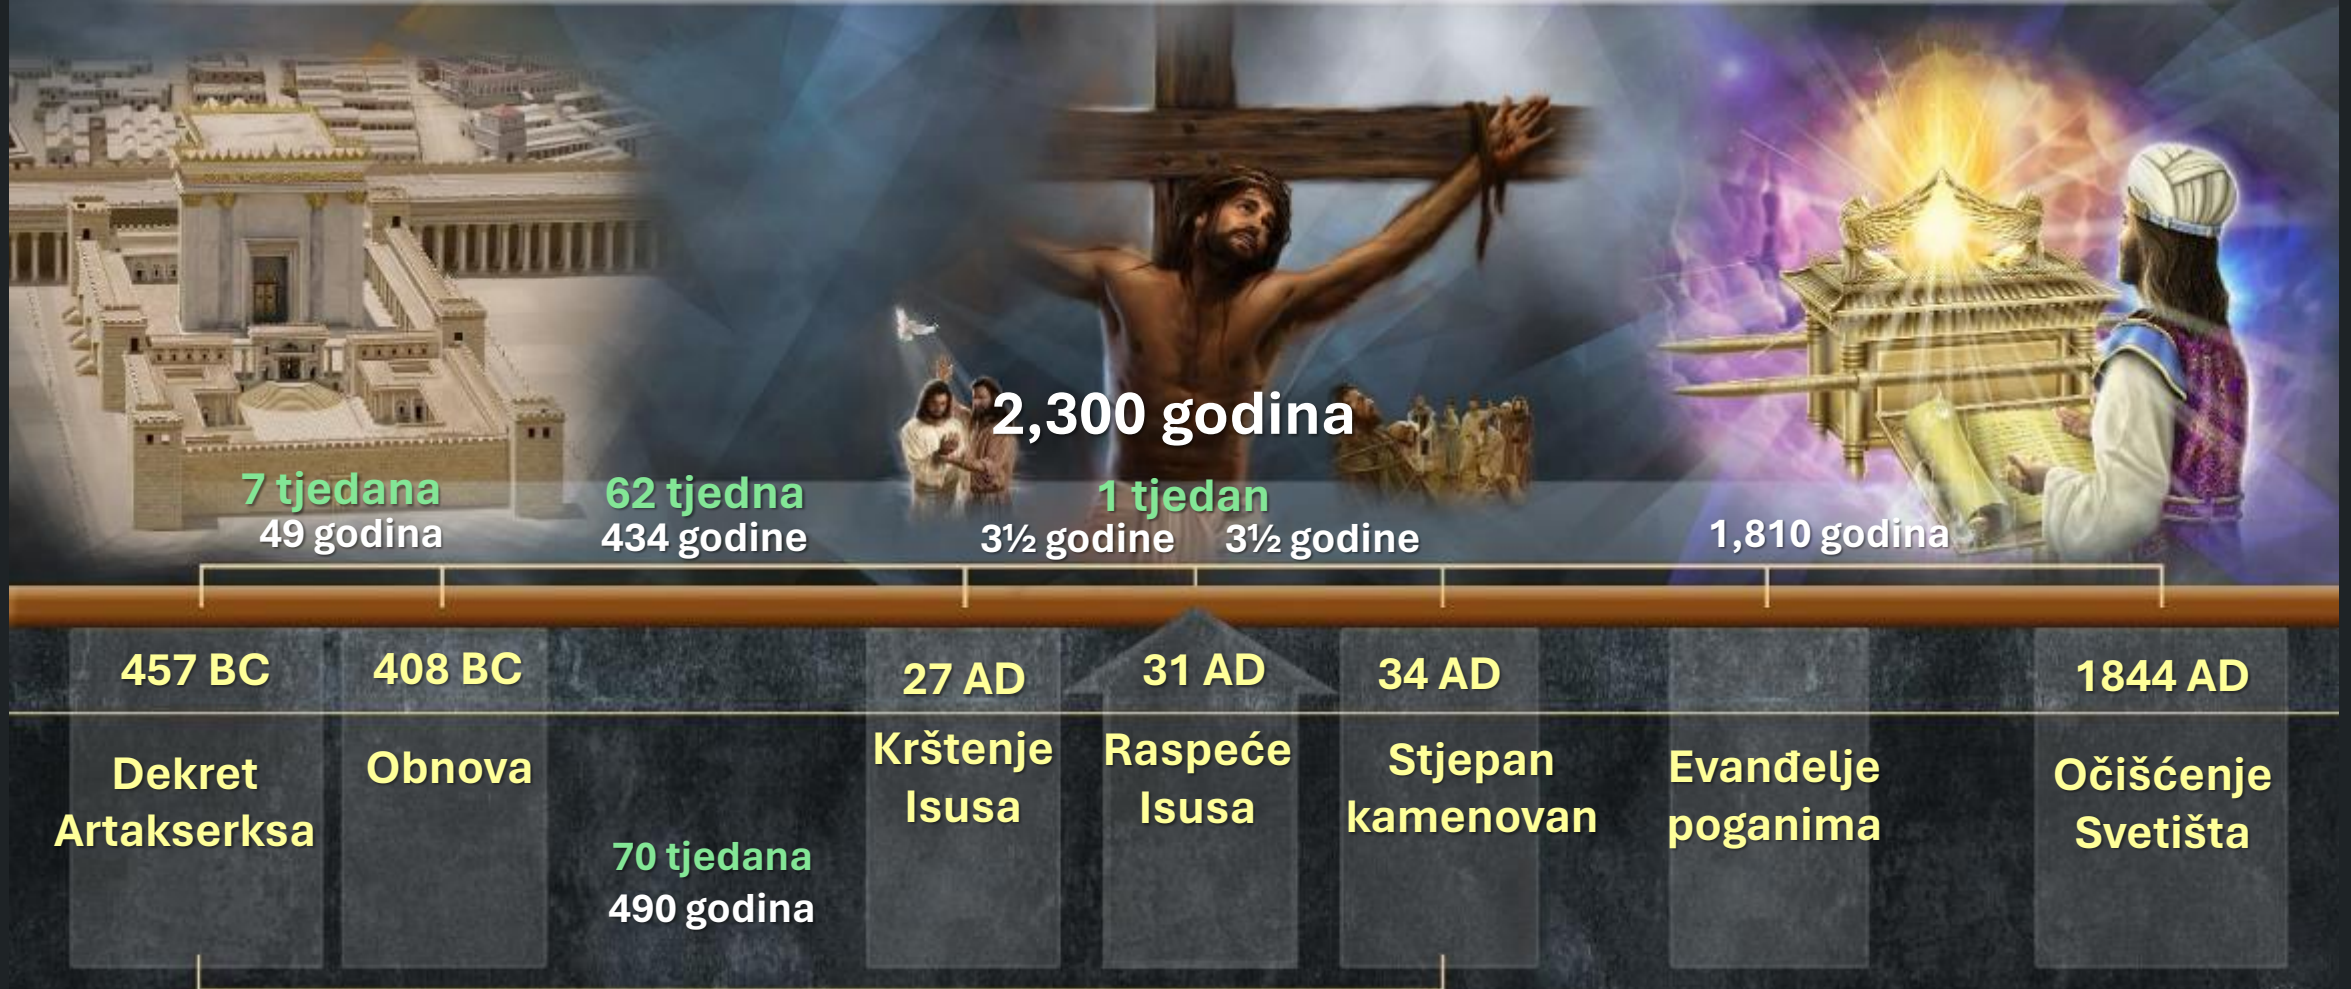 2,300 godina
7 tjedana
49 godina
62 tjedna
434 godine
1 tjedan
3½ godine 3½ godine
1,810 godina
457 BC
408 BC
27 AD
31 AD
34 AD
1844 AD
Dekret
Artakserksa
Obnova
Krštenje
Isusa
Raspeće
Isusa
Stjepan
kamenovan
Evanđelje
poganima
Očišćenje
Svetišta
70 tjedana
490 godina